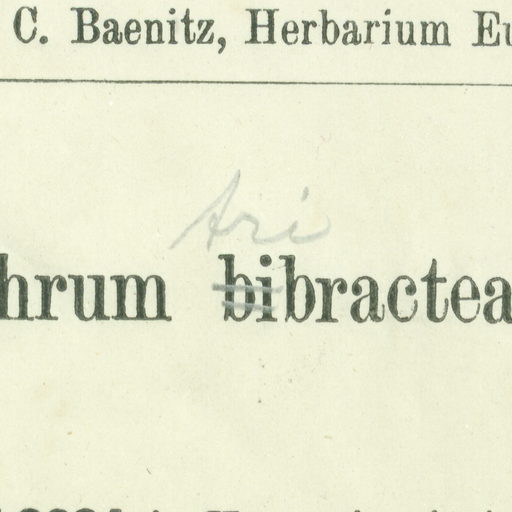 C. Baenitz, Herbarium Eu
tri
hrum bibractea